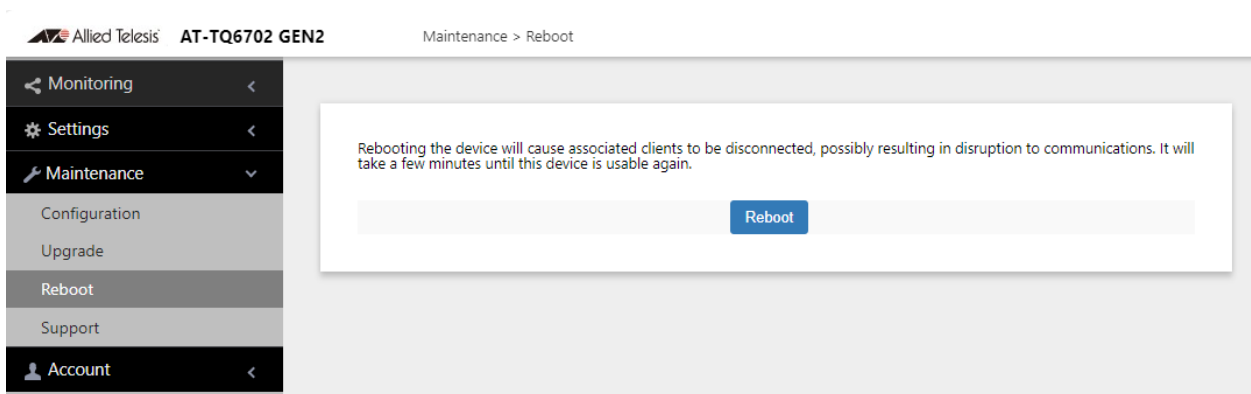 Allied Telesis AT-TQ6702 GEN2 Maintenance > Reboot
Monitoring
Settings
Maintenance
Configuration
Upgrade
Reboot
Support
Account
Rebooting the device will cause associated clients to be disconnected, possibly resulting in disruption to communications. It will
take a few minutes until this device is usable again.
Reboot